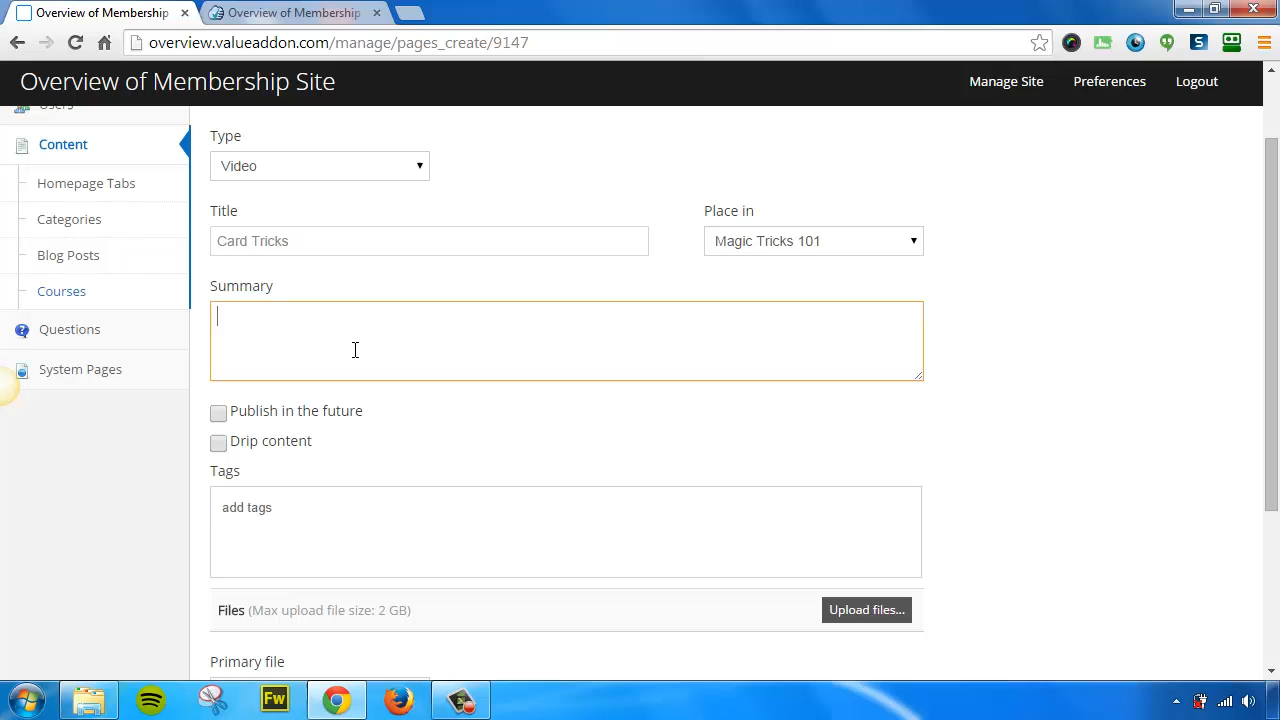 Overview of Membership
Overview of Membership
overview.valueaddon.com/manage/pages_create/9147
Overview of Membership Site
Manage Site
Preferences
Logout
Users
Content
Homepage Tabs
Categories
Blog Posts
Courses
Questions
System Pages
Type
Video
Title
Place in
Card Tricks
Magic Tricks 101
Summary
Publish in the future
Drip content
Tags
add tags
Files (Max upload file size: 2 GB)
Upload files...
Primary file
Fw